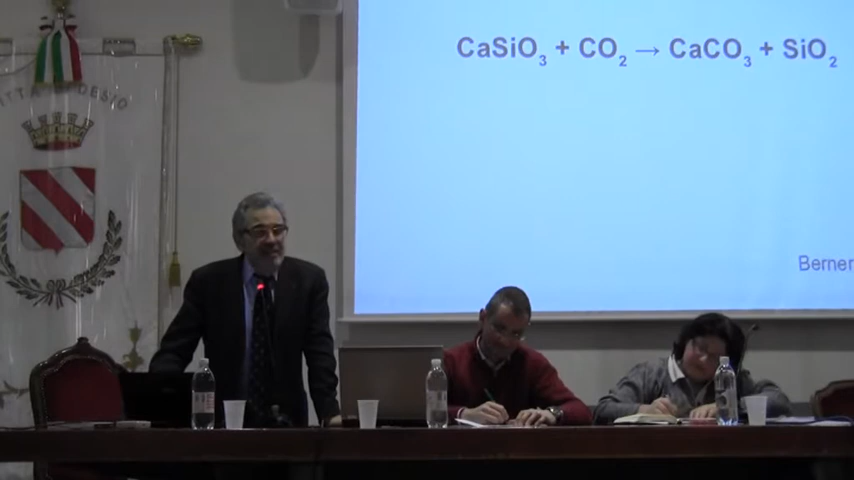 CITTÀ DI DESIO
CaSiO₃ + CO₂ → CaCO₃ + SiO₂
Berner